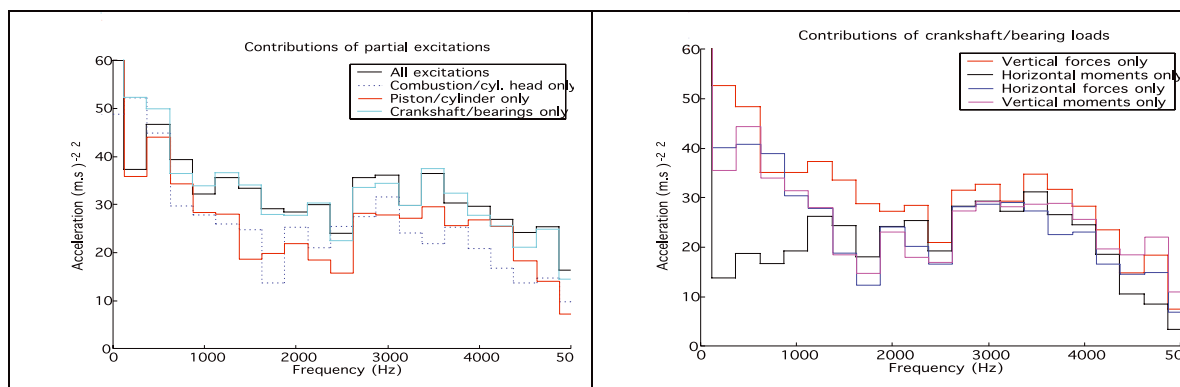 Contributions of partial excitations
All excitations
Combustion/cyl. head only
Piston/cylinder only
Crankshaft/bearings only
Acceleration (m.s)-2 2
60
50
40
30
20
10
0
0 1000 2000 3000 4000 50
Frequency (Hz)
Contributions of crankshaft/bearing loads
Vertical forces only
Horizontal moments only
Horizontal forces only
Vertical moments only
Acceleration (m.s)-2 2
60
50
40
30
20
10
0
0 1000 2000 3000 4000 50
Frequency (Hz)